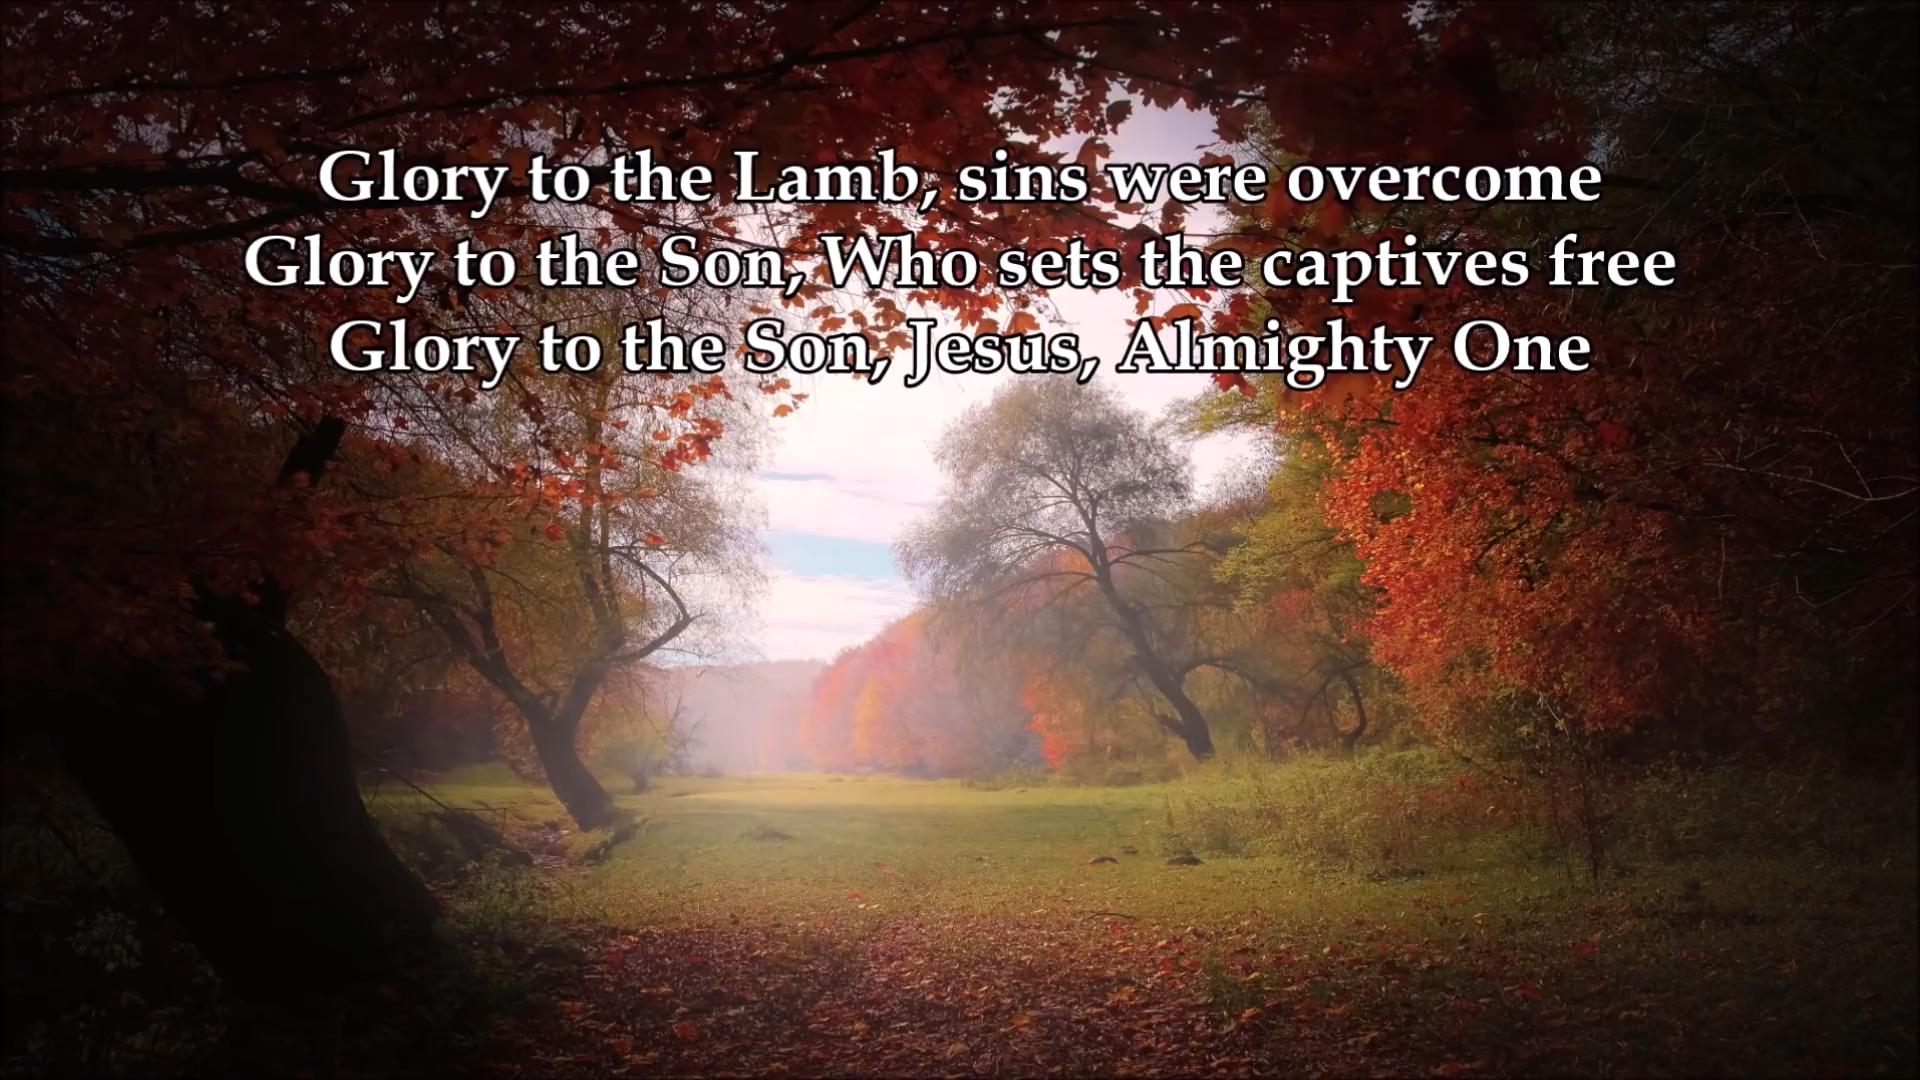 Glory to the Lamb, sins were overcome
Glory to the Son, Who sets the captives free
Glory to the Son, Jesus, Almighty One